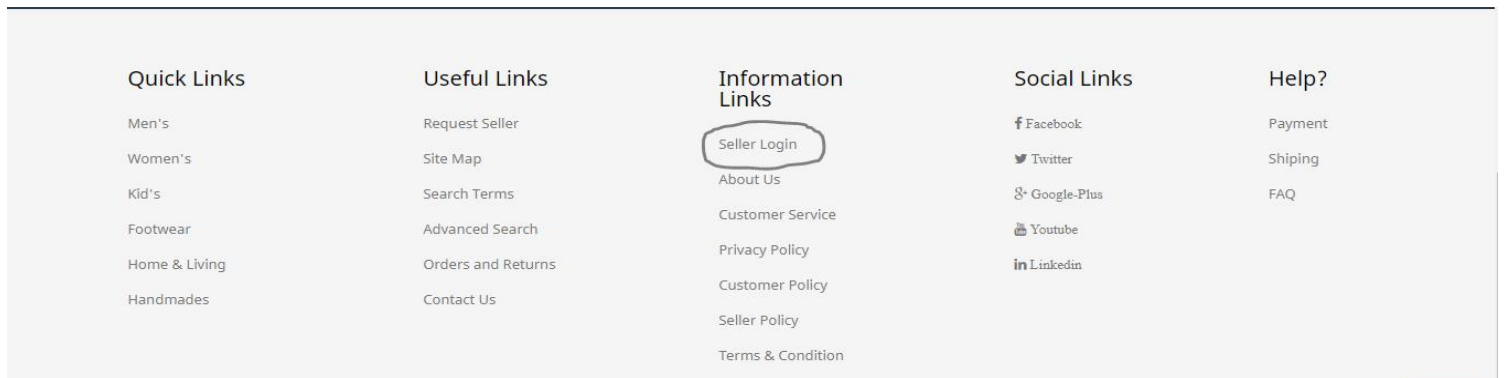 Quick Links
Men's
Women's
Kid's
Footwear
Home & Living
Handmades
Useful Links
Request Seller
Site Map
Search Terms
Advanced Search
Orders and Returns
Contact Us
Information
Links
Seller Login
About Us
Customer Service
Privacy Policy
Customer Policy
Seller Policy
Terms & Condition
Social Links
Facebook
Twitter
Google-Plus
Youtube
Linkedin
Help?
Payment
Shiping
FAQ